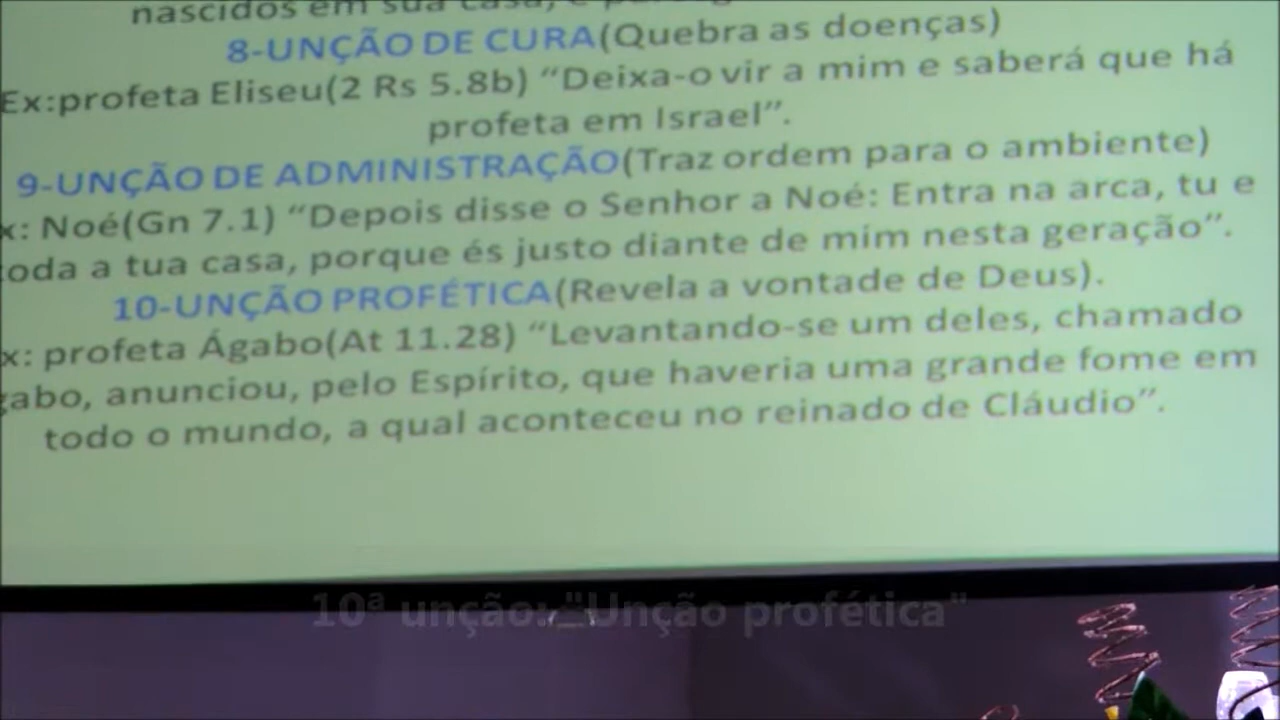 nascidos em sua casa, e
8-UNÇÃO DE CURA(Quebra as doenças)
Ex:profeta Eliseu(2 Rs 5.8b) “Deixa-o vir a mim e saberá que há
profeta em Israel”.
9-UNÇÃO DE ADMINISTRAÇÃO(Traz ordem para o ambiente)
x: Noé(Gn 7.1) “Depois disse o Senhor a Noé: Entra na arca, tu e
toda a tua casa, porque és justo diante de mim nesta geração”.
10-UNÇÃO PROFÉTICA(Revela a vontade de Deus).
x: profeta Ágabo(At 11.28) “Levantando-se um deles, chamado
gabo, anunciou, pelo Espírito, que haveria uma grande fome em
todo o mundo, a qual aconteceu no reinado de Cláudio”.
10ª unção: "Unção profética"